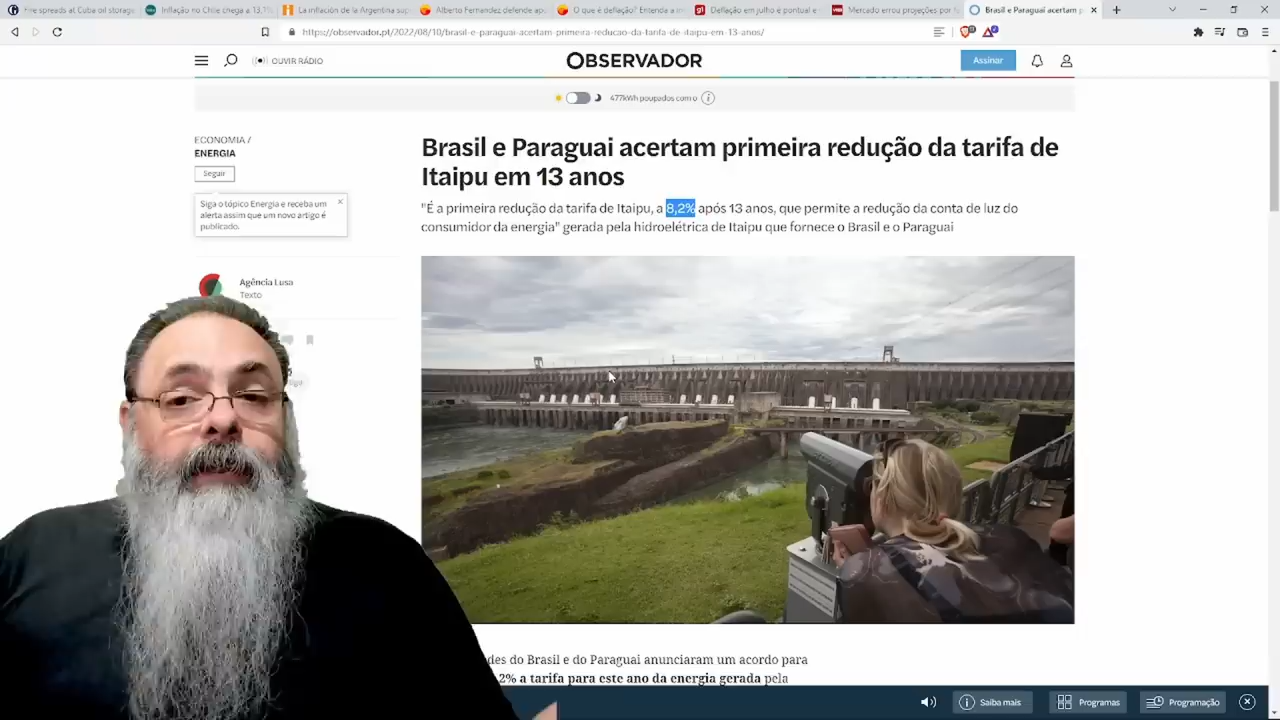 Fire spreads at Cuba oil storage
Inflação no Chile chega a 13,1%
La inflación de la Argentina sup
Alberto Fernandez defende apo
O que é deflação? Entenda a re
Deflação em julho é pontual e
Mercado errou projeções por
Brasil e Paraguai acertam p
https://observador.pt/2022/08/10/brasil-e-paraguai-acertam-primeira-reducao-da-tarifa-de-itaipu-em-13-anos/
OUVIR RÁDIO
OBSERVADOR
Assinar
477kWh poupados com o
ECONOMIA /
ENERGIA
Seguir
Siga o tópico Energia e receba um
alerta assim que um novo artigo é
publicado.
Agência Lusa
Texto
Brasil e Paraguai acertam primeira redução da tarifa de
Itaipu em 13 anos
"É a primeira redução da tarifa de Itaipu, a 8,2% após 13 anos, que permite a redução da conta de luz do
consumidor da energia" gerada pela hidroelétrica de Itaipu que fornece o Brasil e o Paraguai
des do Brasil e do Paraguai anunciaram um acordo para
2% a tarifa para este ano da energia gerada pela
Saiba mais
Programas
Programação